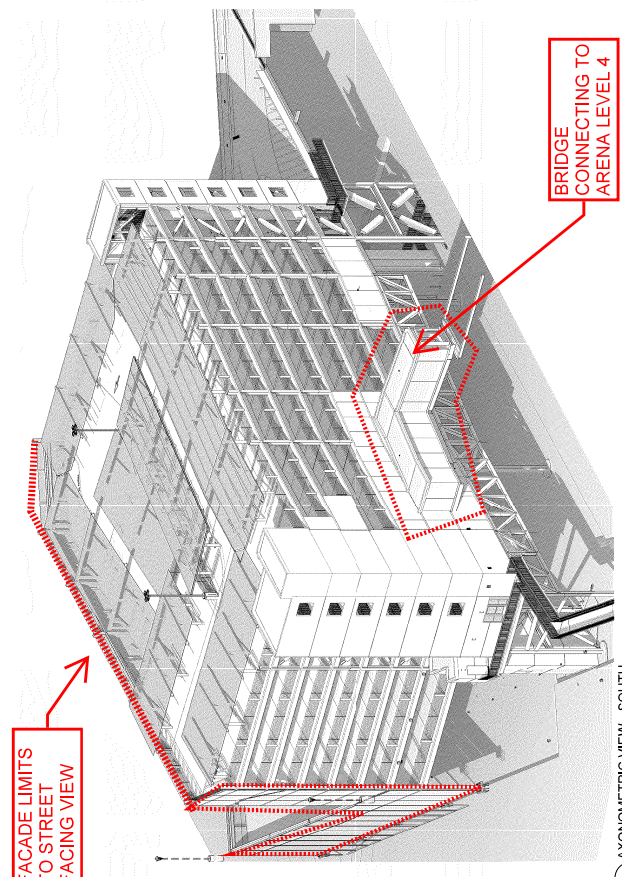 BRIDGE
CONNECTING TO
ARENA LEVEL 4
FACADE LIMITS
TO STREET
FACING VIEW
AXONOMETRIC VIEW - SOUTH